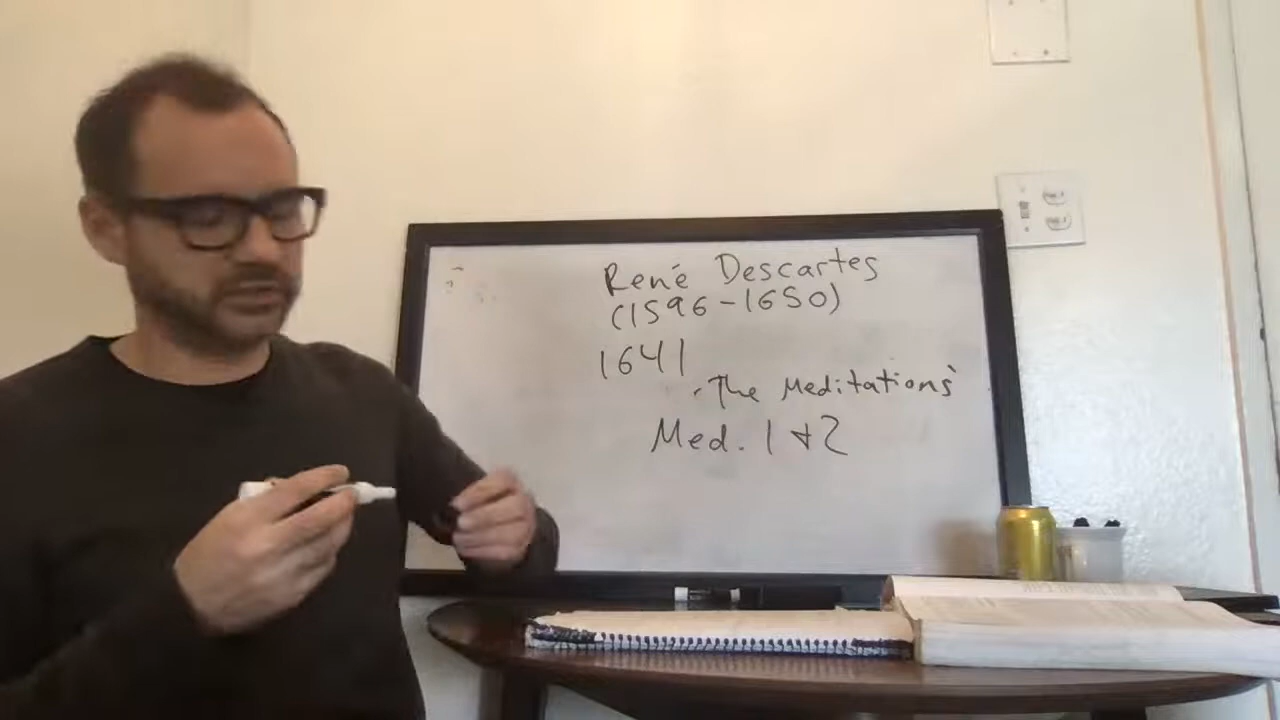 René Descartes
(1596-1650)
1641
"The Meditations"
Med. 1 & 2